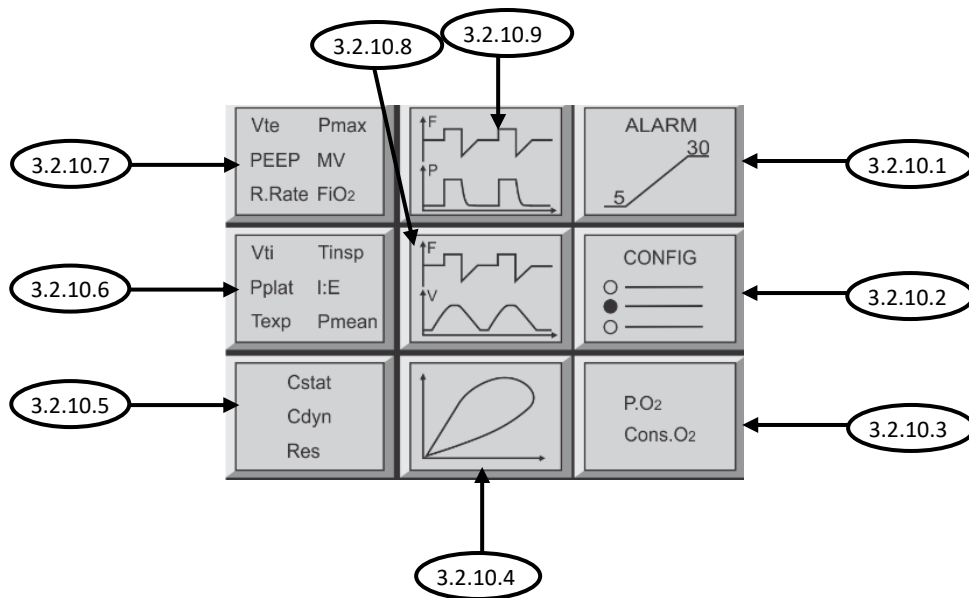 3.2.10.8
3.2.10.9
3.2.10.7
Vte Pmax
PEEP MV
R.Rate FiO2
F
P
ALARM
30
5
3.2.10.1
3.2.10.6
Vti Tinsp
Pplat I:E
Texp Pmean
F
V
CONFIG
3.2.10.2
3.2.10.5
Cstat
Cdyn
Res
P.O2
Cons.O2
3.2.10.3
3.2.10.4